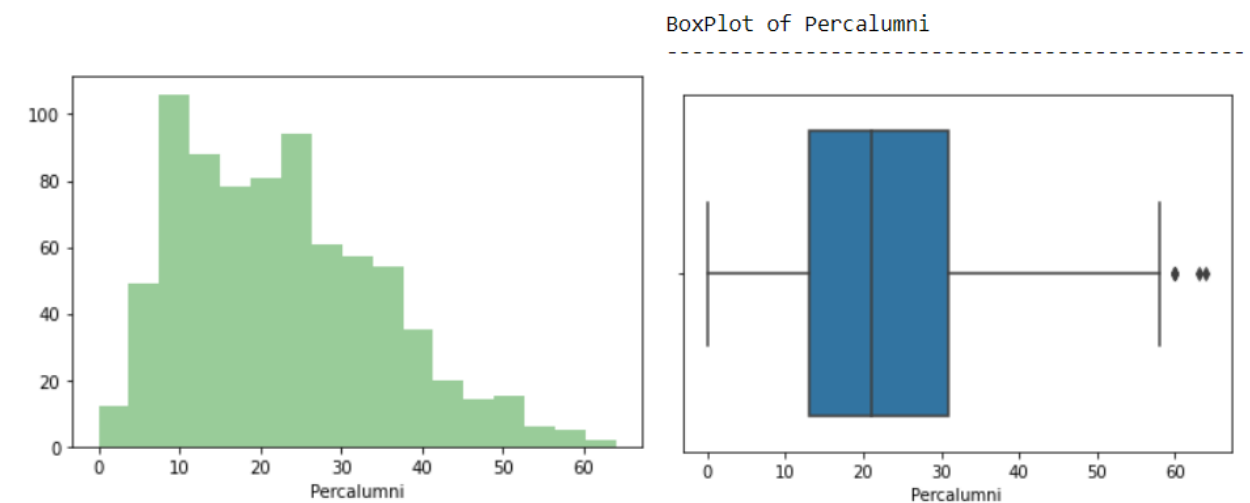 BoxPlot of Percalumni
----------------------------------------------
100
80
60
40
20
0
0 10 20 30 40 50 60
Percalumni
0 10 20 30 40 50 60
Percalumni